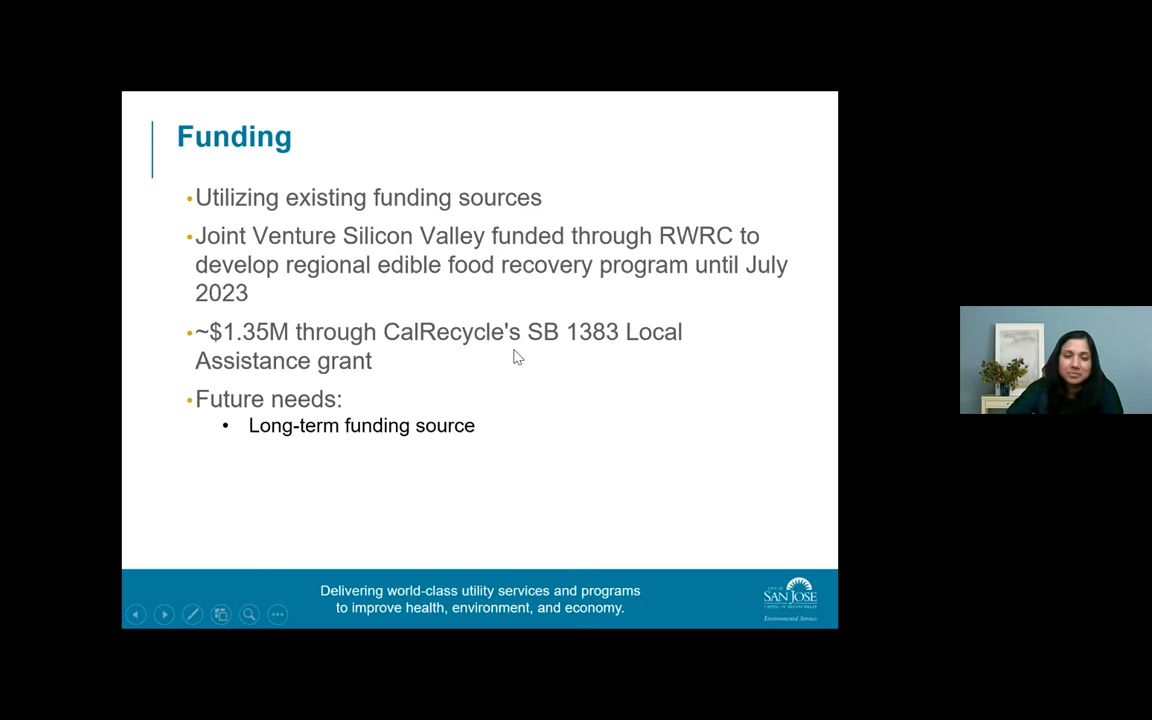 Funding
•Utilizing existing funding sources
•Joint Venture Silicon Valley funded through RWRC to
develop regional edible food recovery program until July
2023
•~$1.35M through CalRecycle's SB 1383 Local
Assistance grant
•Future needs:
• Long-term funding source
Delivering world-class utility services and programs
to improve health, environment, and economy.
CITY OF
SAN JOSE
CAPITAL OF SILICON VALLEY
Environmental Services